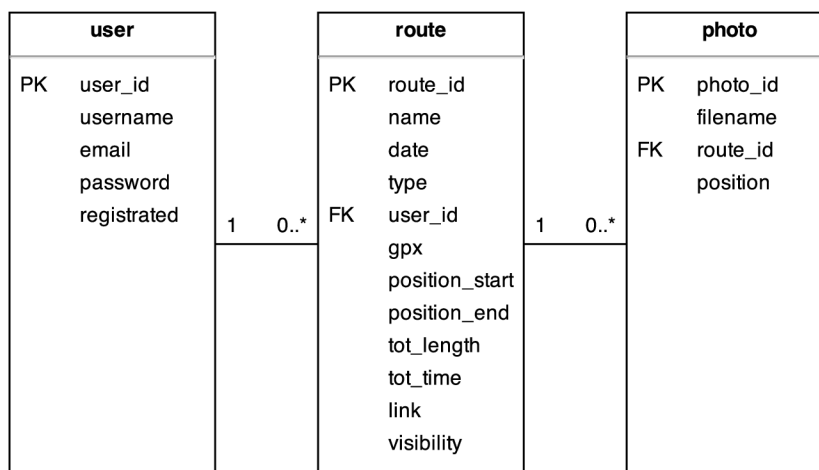 user
PK user_id
username
email
password
registrated
1 0..*
route
PK route_id
name
date
type
FK user_id
gpx
position_start
position_end
tot_length
tot_time
link
visibility
1 0..*
photo
PK photo_id
filename
FK route_id
position